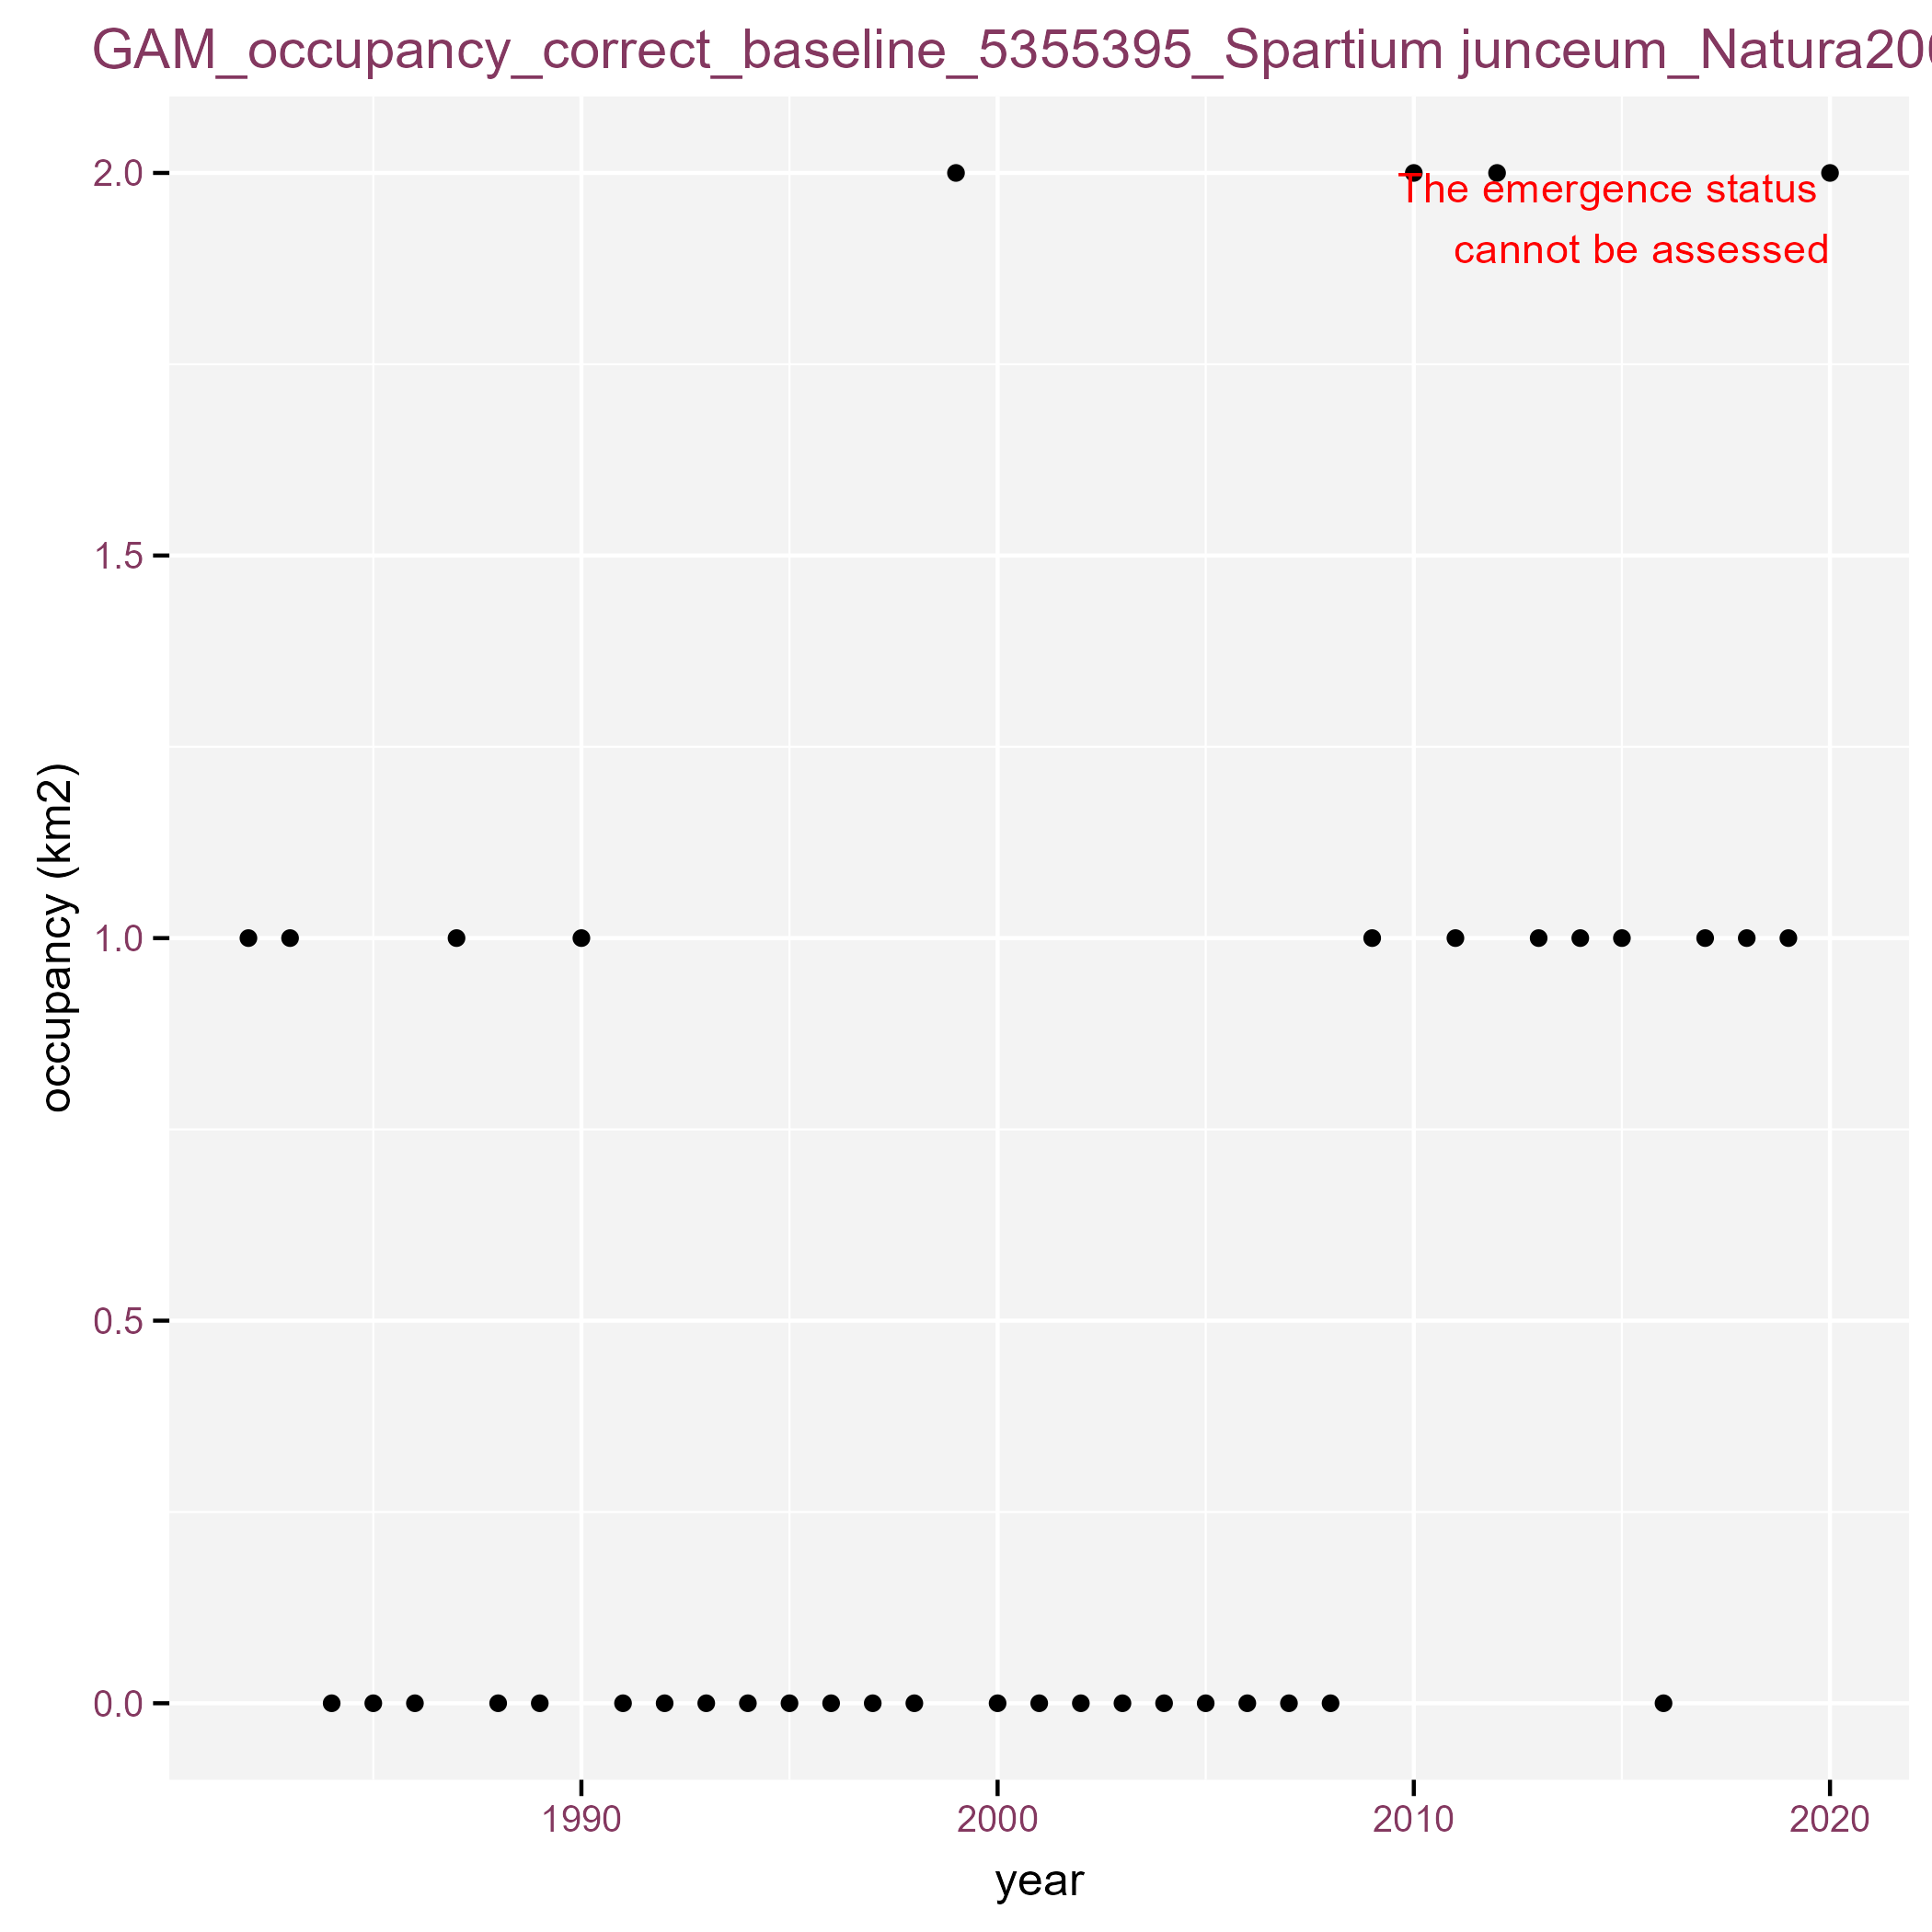 GAM_occupancy_correct_baseline_5355395_Spartium junceum_Natura200
2.0
The emergence status
cannot be assessed
1.5
1.0
0.5
0.0
occupancy (km2)
1990 2000 2010 2020
year